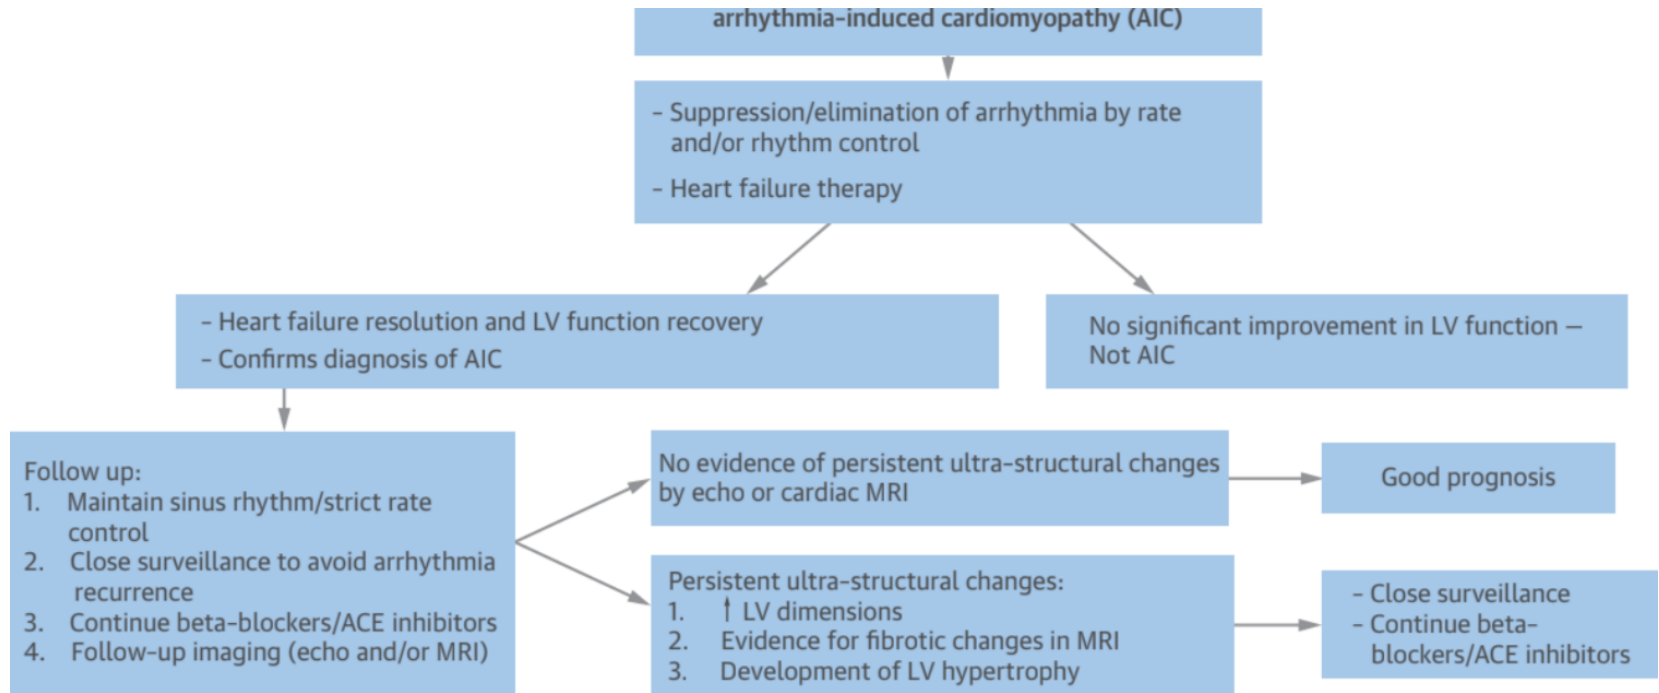 arrhythmia-induced cardiomyopathy (AIC)
- Suppression/elimination of arrhythmia by rate
and/or rhythm control
- Heart failure therapy
- Heart failure resolution and LV function recovery
- Confirms diagnosis of AIC
No significant improvement in LV function —
Not AIC
Follow up:
1. Maintain sinus rhythm/strict rate
control
2. Close surveillance to avoid arrhythmia
recurrence
3. Continue beta-blockers/ACE inhibitors
4. Follow-up imaging (echo and/or MRI)
No evidence of persistent ultra-structural changes
by echo or cardiac MRI
Good prognosis
Persistent ultra-structural changes:
1. ↑ LV dimensions
2. Evidence for fibrotic changes in MRI
3. Development of LV hypertrophy
- Close surveillance
- Continue beta-
blockers/ACE inhibitors